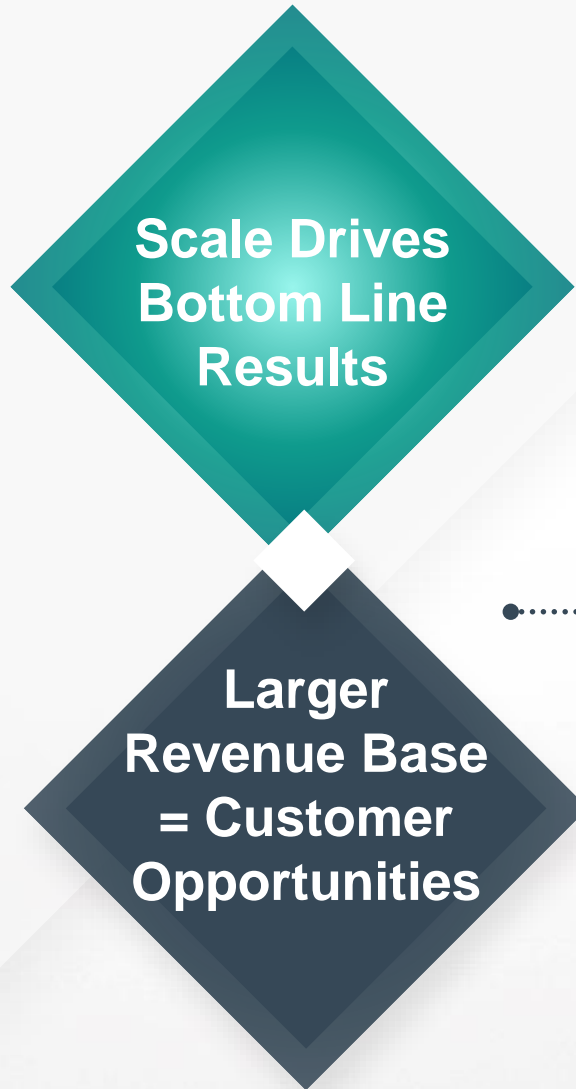 Scale Drives
Bottom Line
Results
Larger
Revenue Base
= Customer
Opportunities